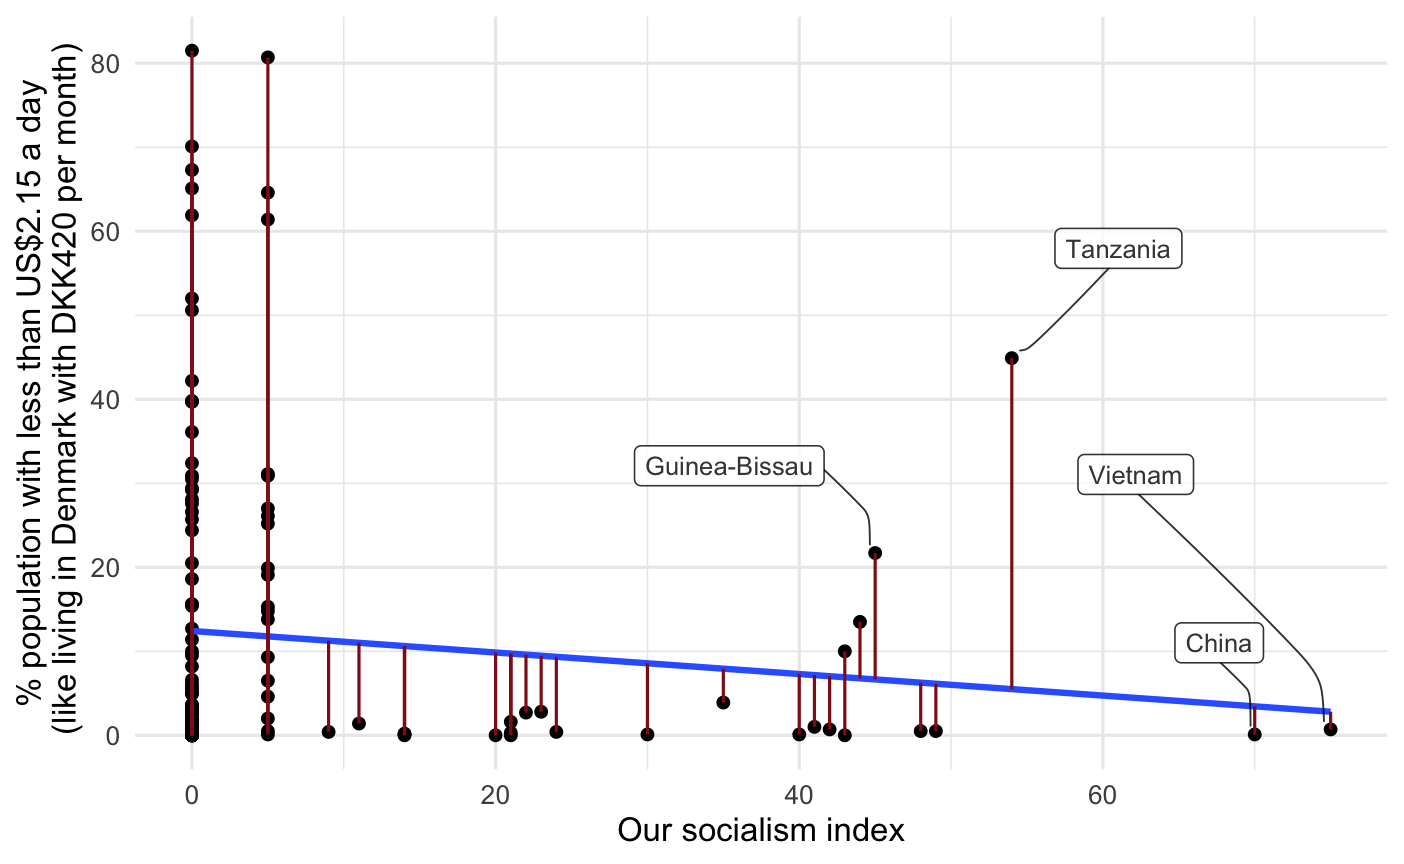 % population with less than US$2.15 a day
(like living in Denmark with DKK420 per month)
80
60
40
20
0
Tanzania
Guinea-Bissau
Vietnam
China
0
20
40
60
Our socialism index